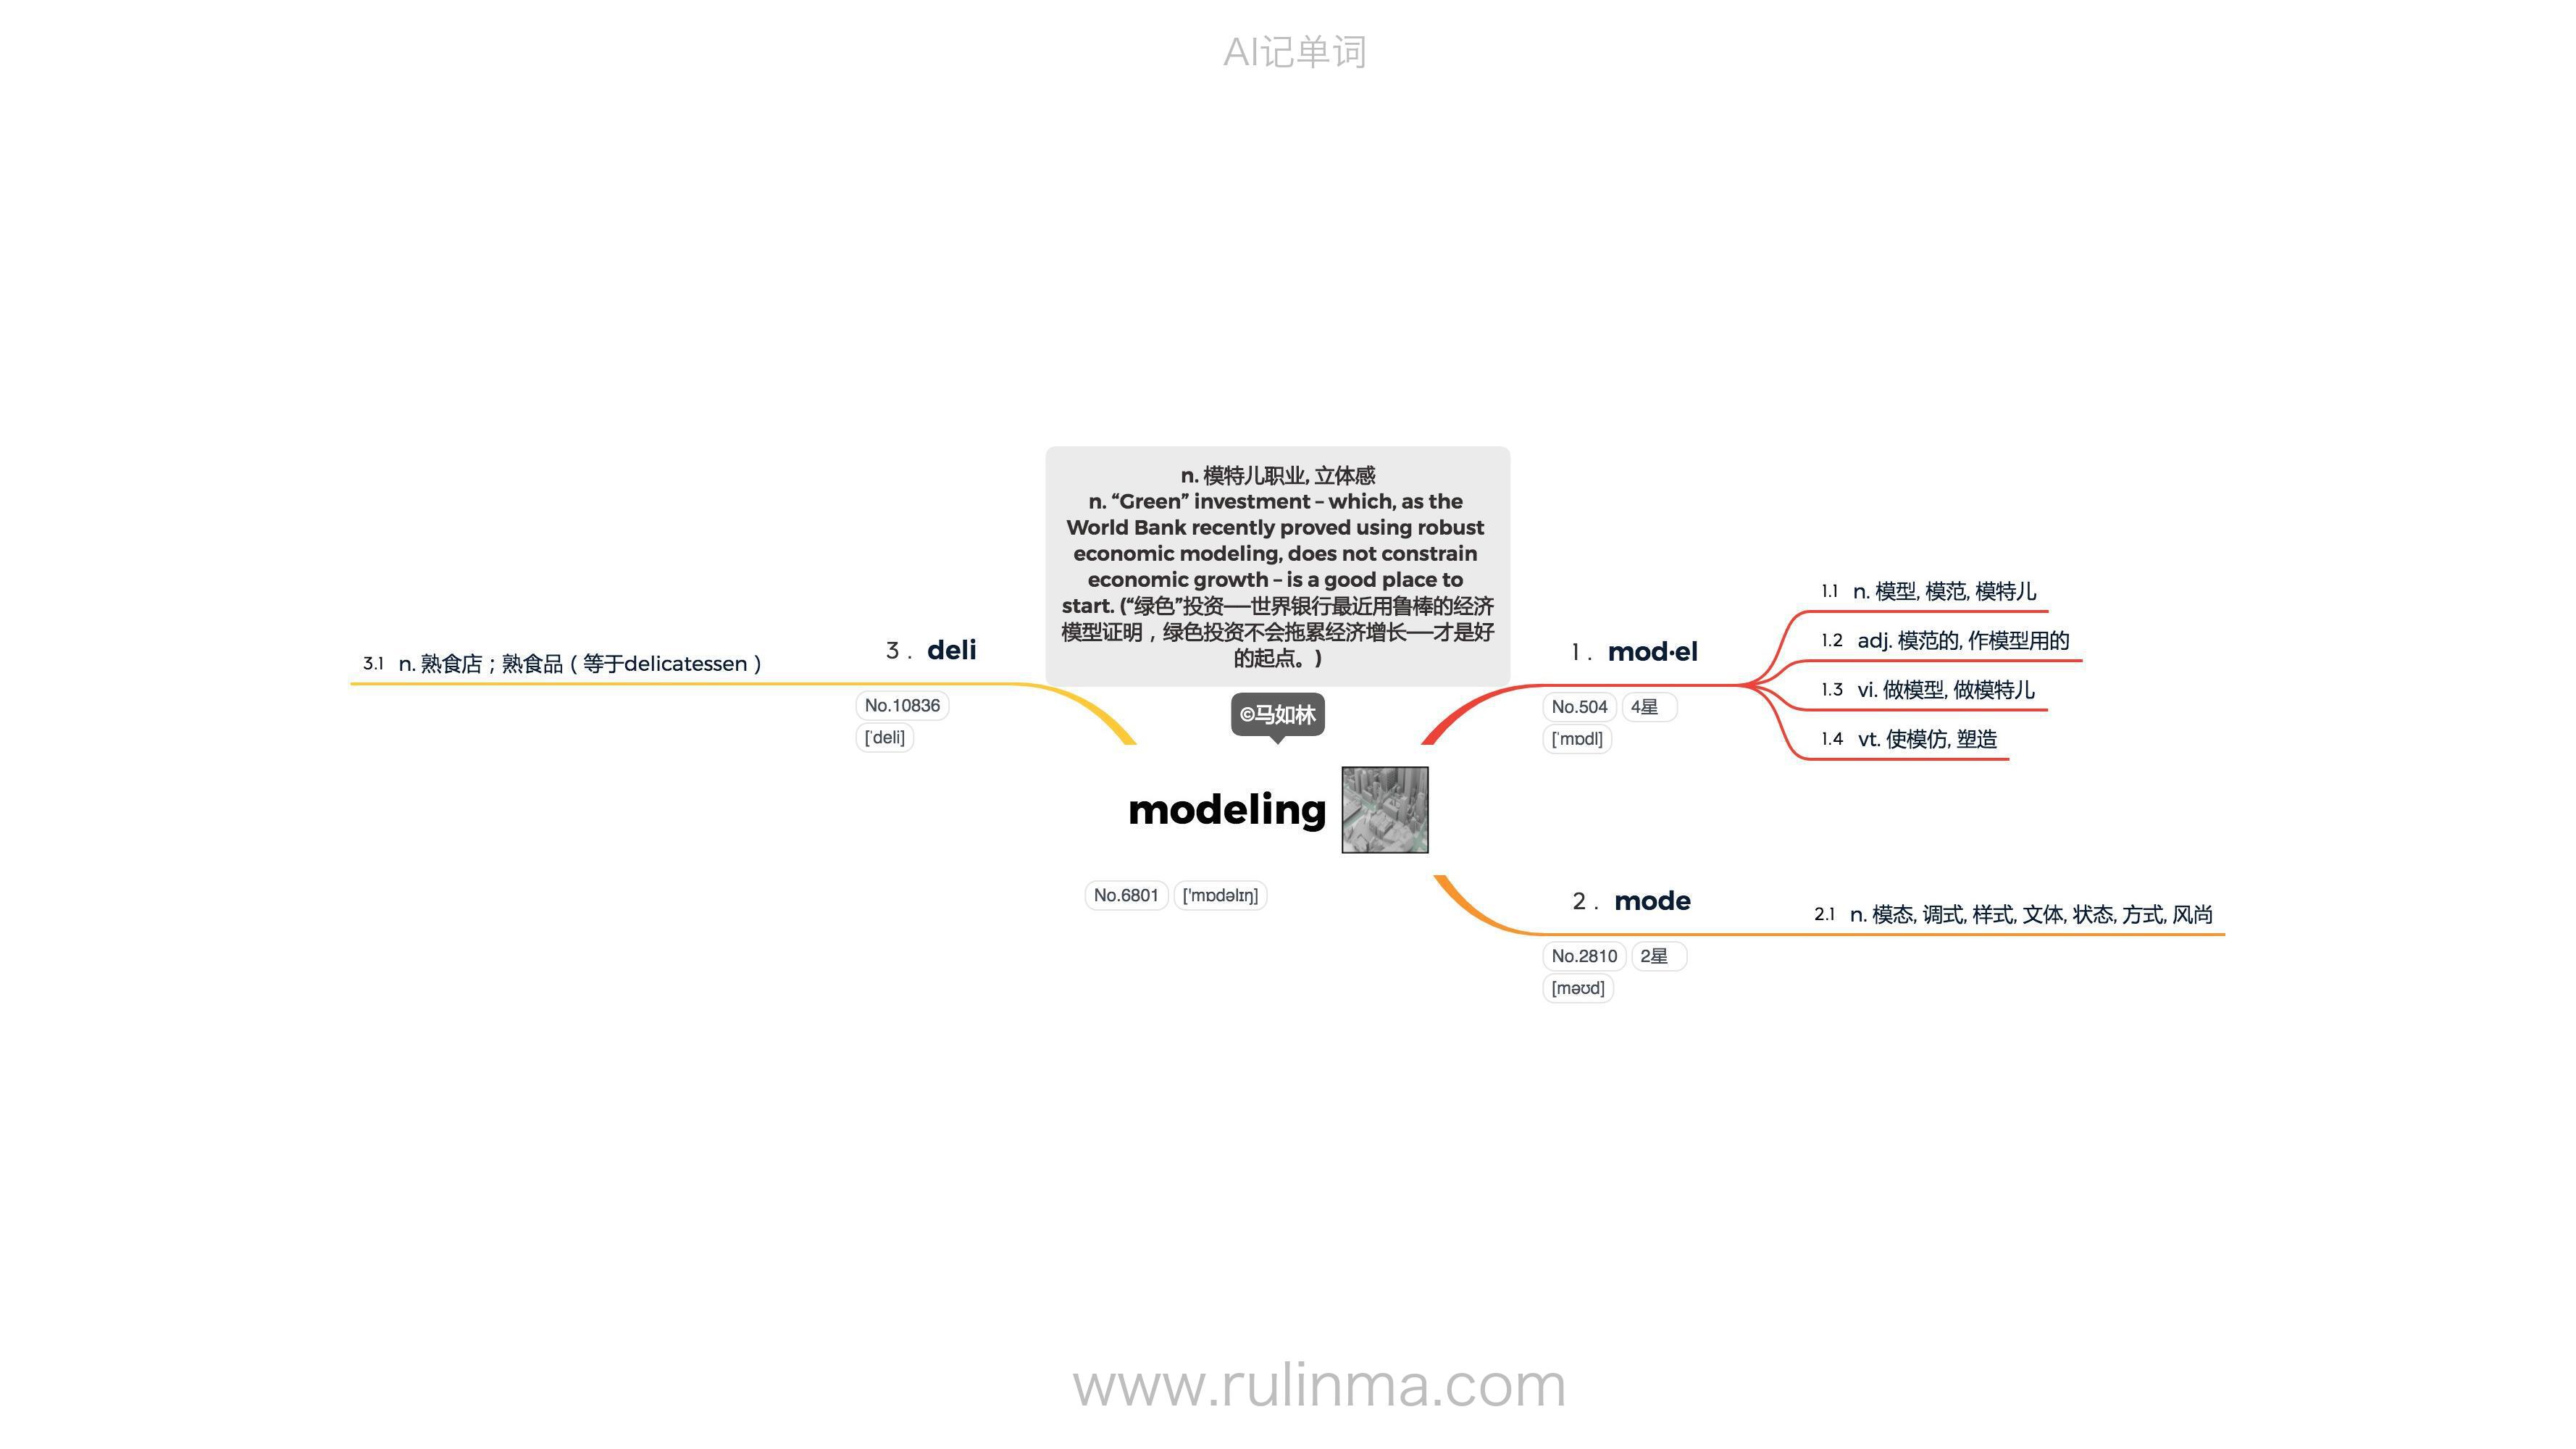 AI记单词
n. 模特儿职业, 立体感
n. “Green” investment – which, as the
World Bank recently proved using robust
economic modeling, does not constrain
economic growth – is a good place to
start. (“绿色”投资──世界银行最近用鲁棒的经济
模型证明，绿色投资不会拖累经济增长──才是好
的起点。)
©马如林
modeling
No.6801 ['mɒdəlɪŋ]
1. mod·el
No.504 4星
['mɒdl]
1.1 n. 模型, 模范, 模特儿
1.2 adj. 模范的, 作模型用的
1.3 vi. 做模型, 做模特儿
1.4 vt. 使模仿, 塑造
2. mode
No.2810 2星
[məʊd]
2.1 n. 模态, 调式, 样式, 文体, 状态, 方式, 风尚
3. deli
No.10836
['deli]
3.1 n. 熟食店；熟食品（等于delicatessen）
www.rulinma.com